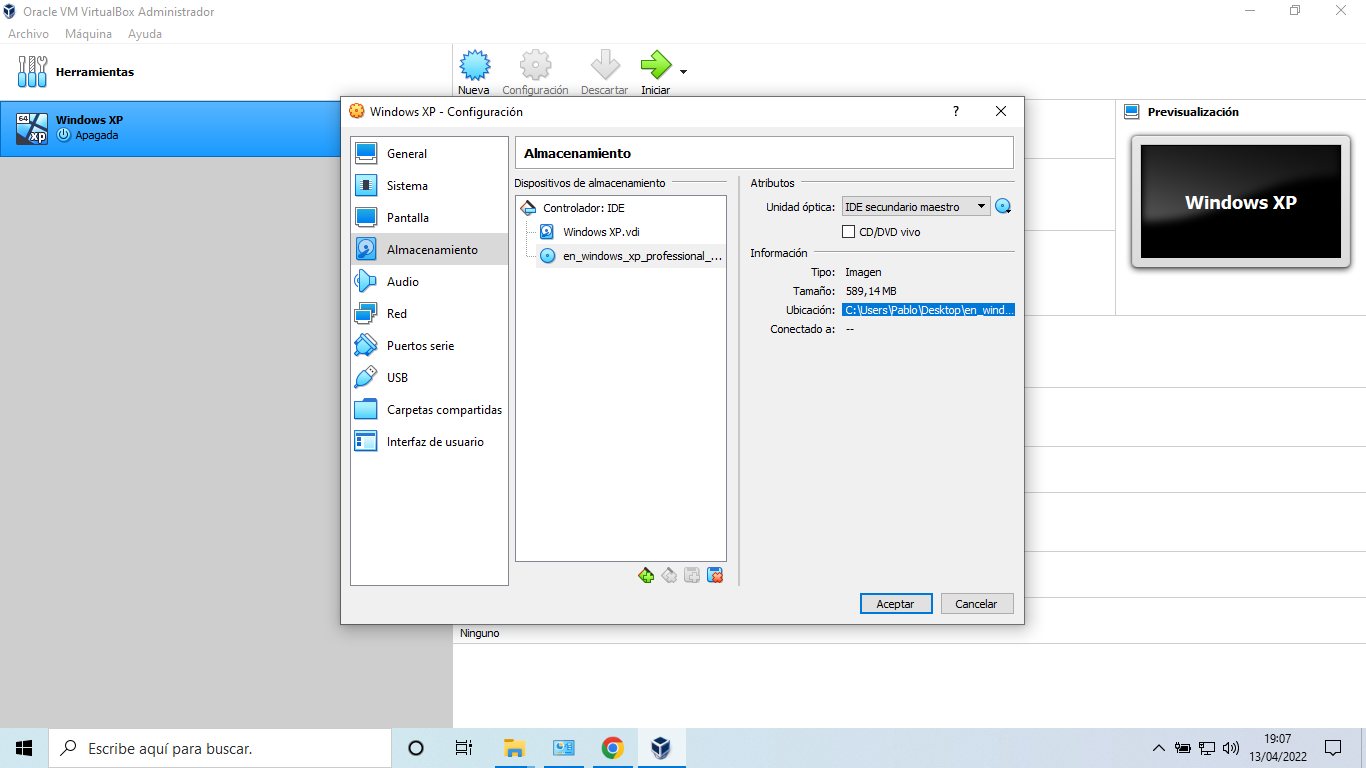 Oracle VM VirtualBox Administrador
Archivo Máquina Ayuda
Herramientas
Nueva Configuración Descartar Iniciar
64
xp
Windows XP
Apagada
Windows XP - Configuración
?
General
Sistema
Pantalla
Almacenamiento
Audio
Red
Puertos serie
USB
Carpetas compartidas
Interfaz de usuario
Almacenamiento
Dispositivos de almacenamiento
Controlador: IDE
Windows XP.vdi
en_windows_xp_professional_...
Atributos
Unidad óptica: IDE secundario maestro
CD/DVD vivo
Información
Tipo: Imagen
Tamaño: 589,14 MB
Ubicación: C:\Users\Pablo\Desktop\en_wind...
Conectado a: --
Aceptar Cancelar
Previsualización
Windows XP
Ninguno
Escribe aquí para buscar.
19:07
13/04/2022